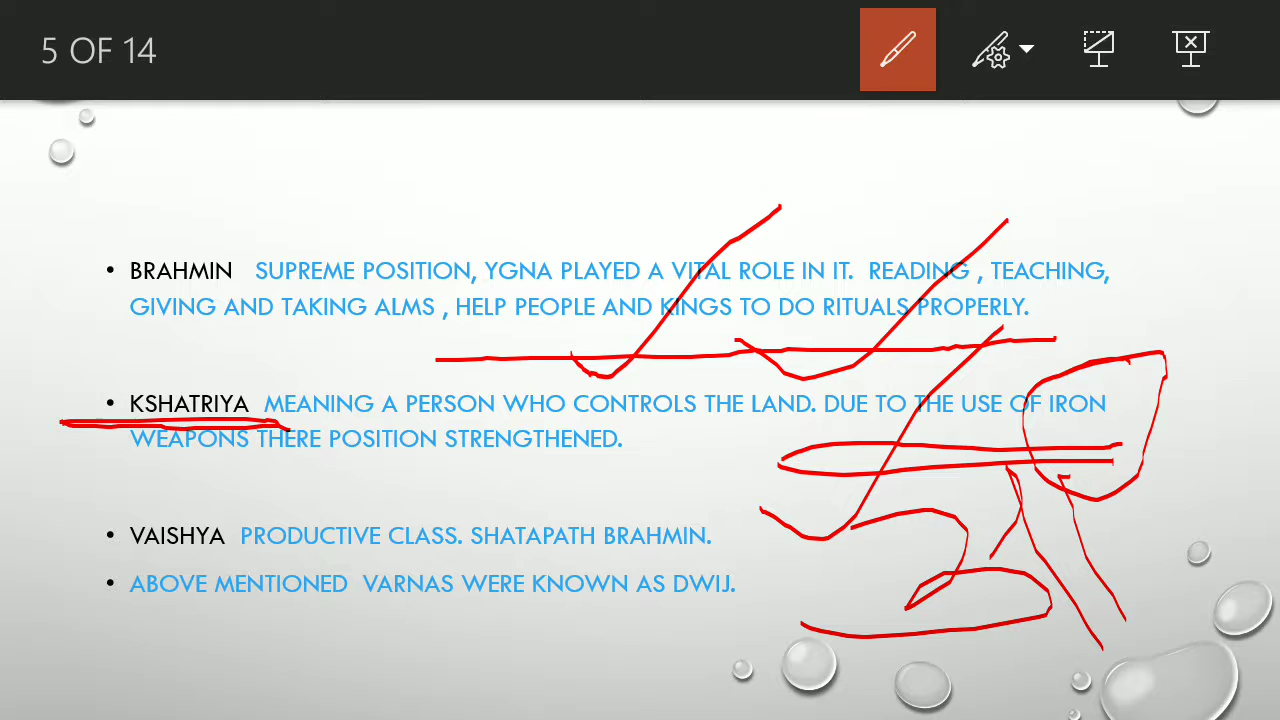 5 OF 14
• BRAHMIN SUPREME POSITION, YGNA PLAYED A VITAL ROLE IN IT. READING , TEACHING,
GIVING AND TAKING ALMS , HELP PEOPLE AND KINGS TO DO RITUALS PROPERLY.
• KSHATRIYA MEANING A PERSON WHO CONTROLS THE LAND. DUE TO THE USE OF IRON
WEAPONS THERE POSITION STRENGTHENED.
• VAISHYA PRODUCTIVE CLASS. SHATAPATH BRAHMIN.
• ABOVE MENTIONED VARNAS WERE KNOWN AS DWIJ.